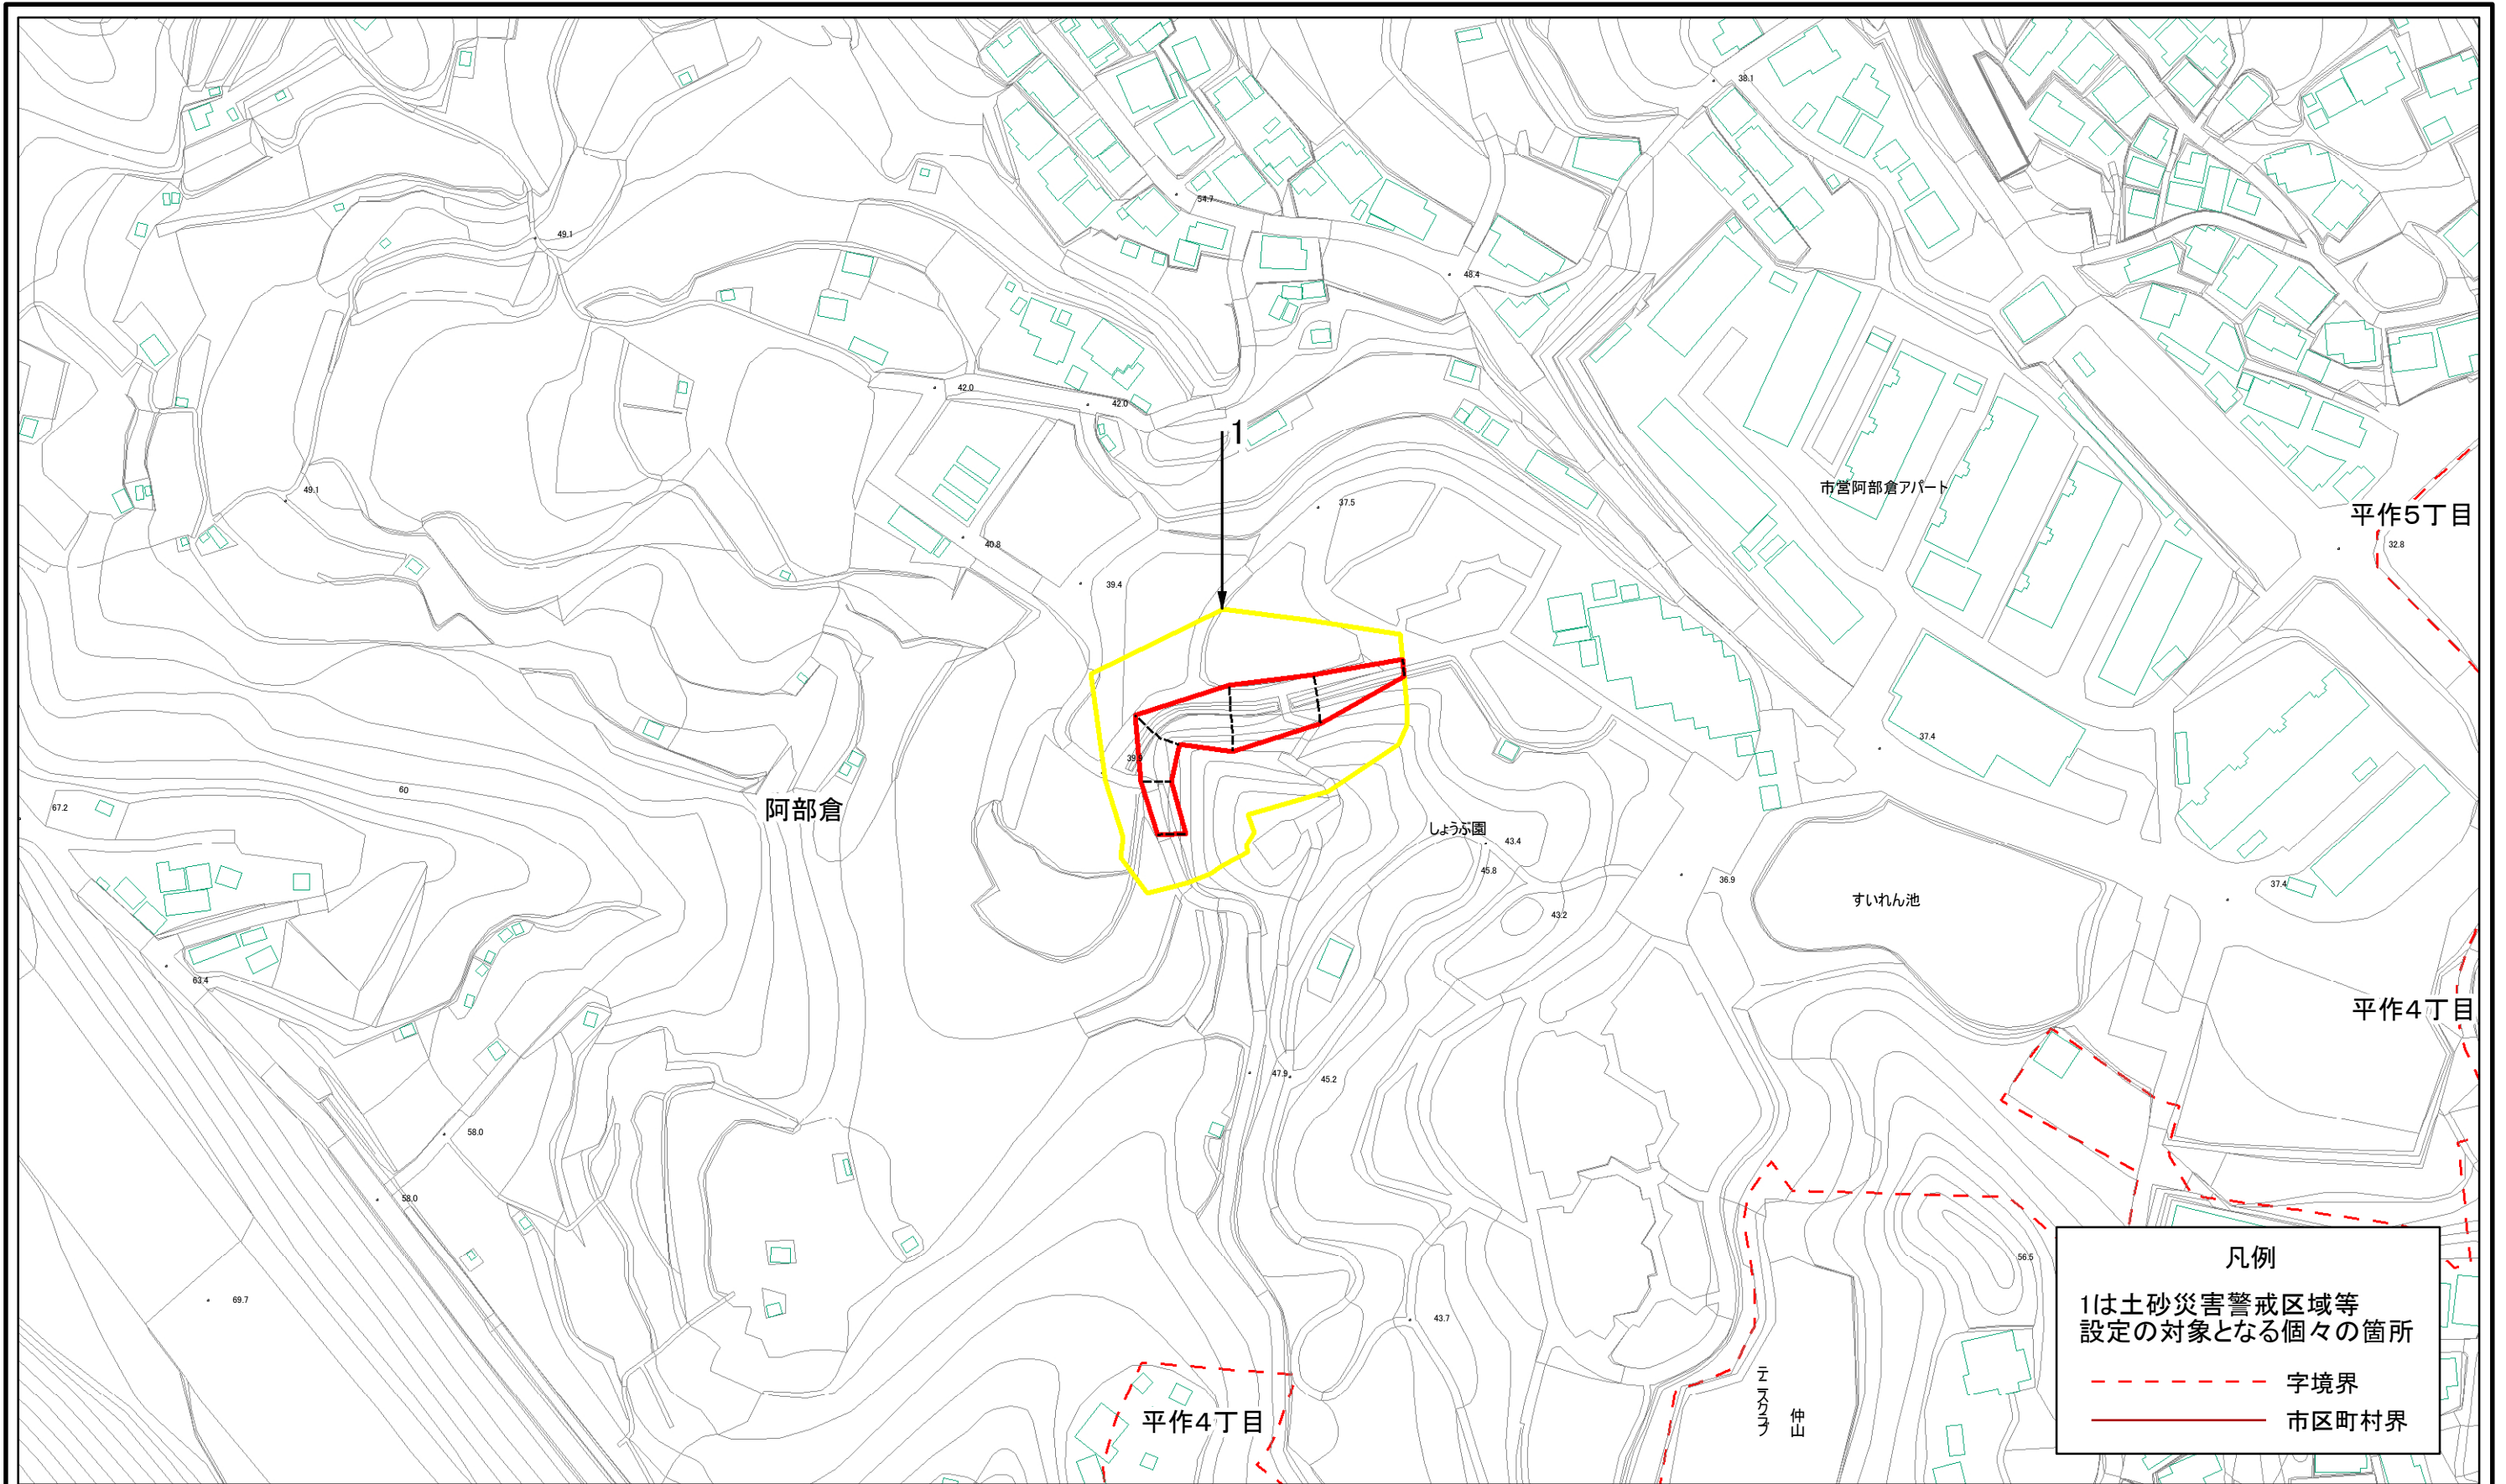 38.1
54.7
49.1
48.4
42.0
42.0
1
49.1
37.5
市営阿部倉アパート
平作5丁目
32.8
40.8
39.4
37.4
67.2
60
阿部倉
しょうぶ園
43.4
45.8
36.9
37.4
すいれん池
43.2
63.4
平作4丁目
47.9
45.2
58.0
58.0
56.5
69.7
43.7
テニスクラブ
仲山
平作4丁目
凡例
1は土砂災害警戒区域等
設定の対象となる個々の箇所
字境界
市区町村界